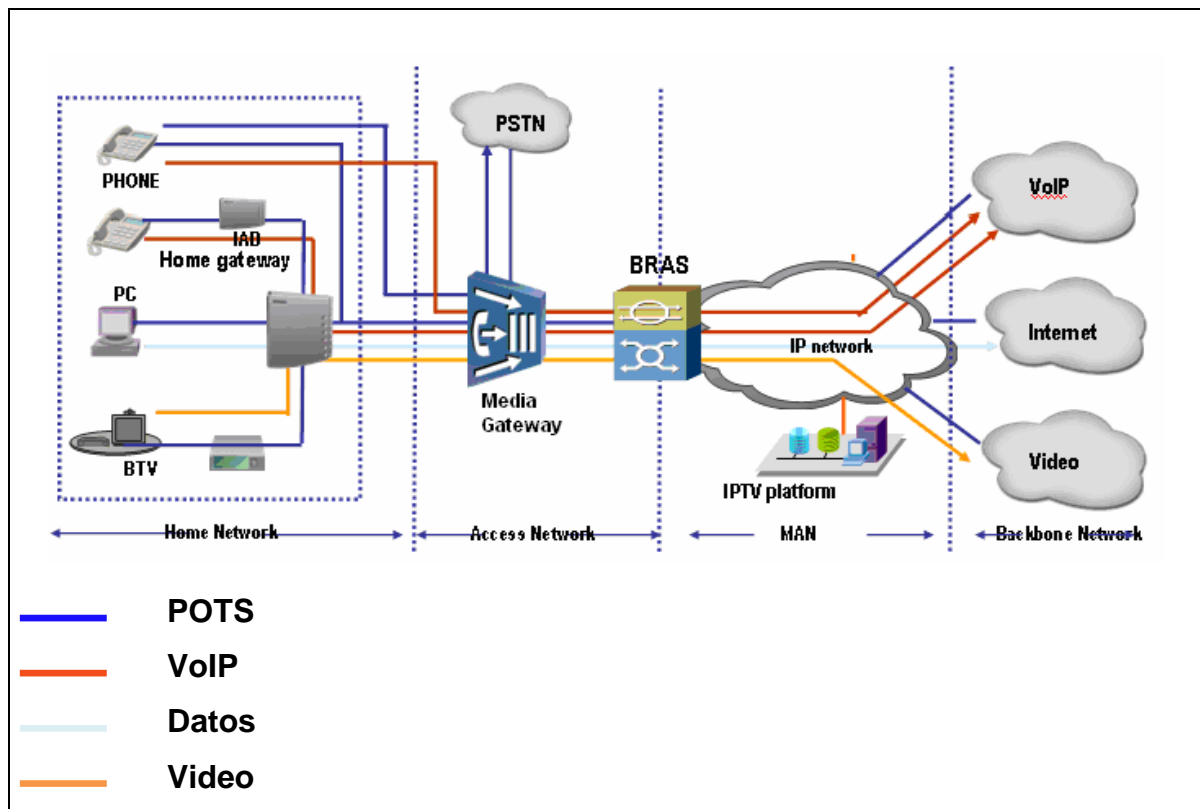 PSTN
PHONE
VoIP
IAD
Home gateway
BRAS
PC
Internet
IP network
Media
Gateway
Video
BTV
IPTV platform
Home Network
Access Network
MAN
Backbone Network
POTS
VoIP
Datos
Video